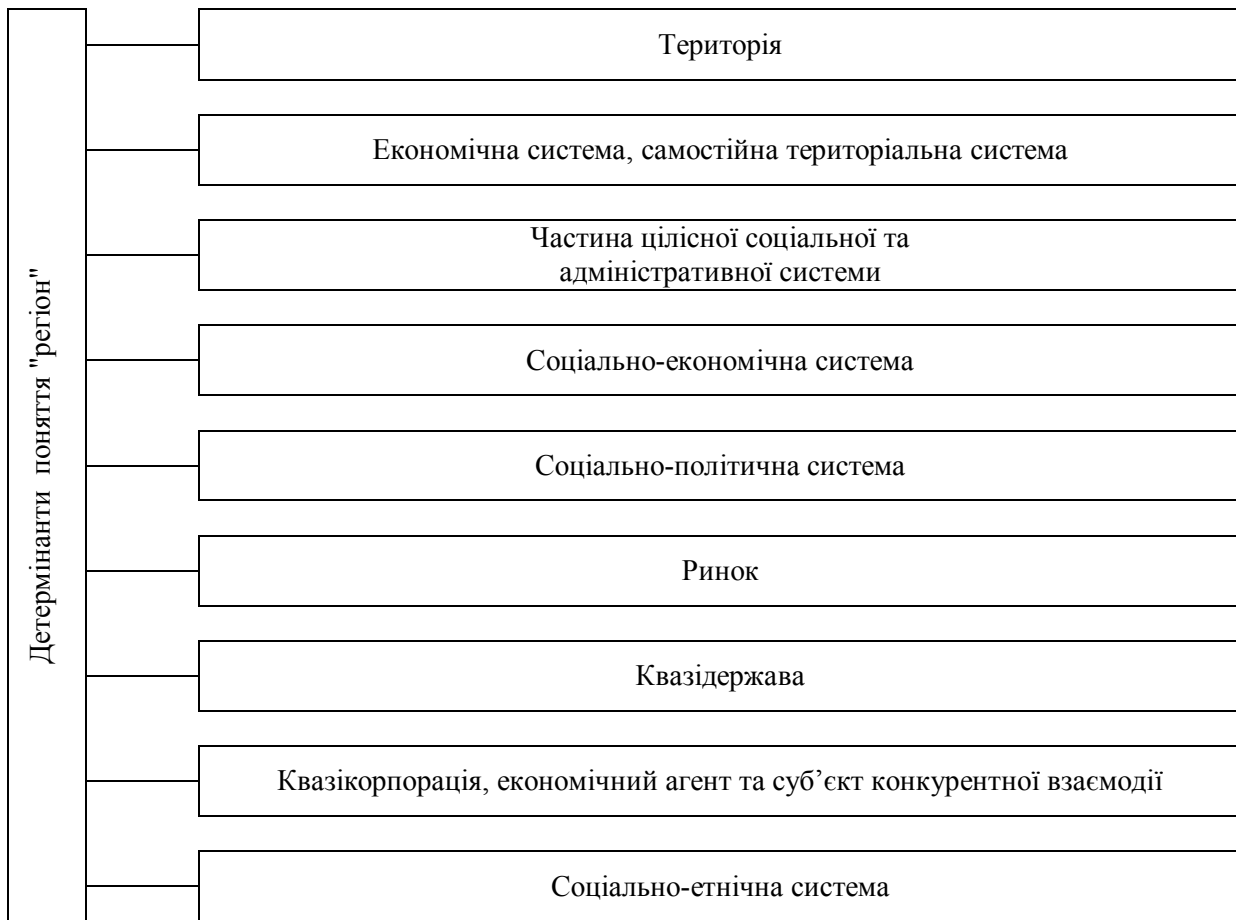 Детермінанти поняття "регіон"
Територія
Економічна система, самостійна територіальна система
Частина цілісної соціальної та
адміністративної системи
Соціально-економічна система
Соціально-політична система
Ринок
Квазідержава
Квазікорпорація, економічний агент та суб’єкт конкурентної взаємодії
Соціально-етнічна система